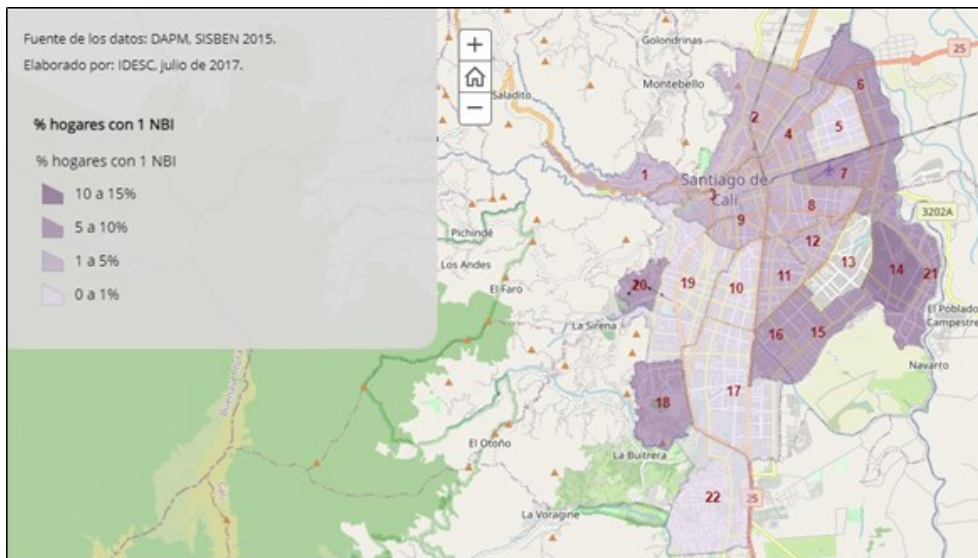 Fuente de los datos: DAPM, SISBEN 2015.
Elaborado por: IDESC, julio de 2017.
% hogares con 1 NBI
% hogares con 1 NBI
10 a 15%
5 a 10%
1 a 5%
0 a 1%
+
−
Golondrinas
25
Montebello
Saladito
6
2
4
5
1
7
Santiago de
Cali
3
8
3202A
9
Pichindé
12
Los Andes
13
14
21
11
El Faro
20
19
10
El Poblado
Campestre
La Sirena
16
15
Navarro
17
18
El Otoño
La Buitrera
Buenaventura
Cali
22
25
La Voragine